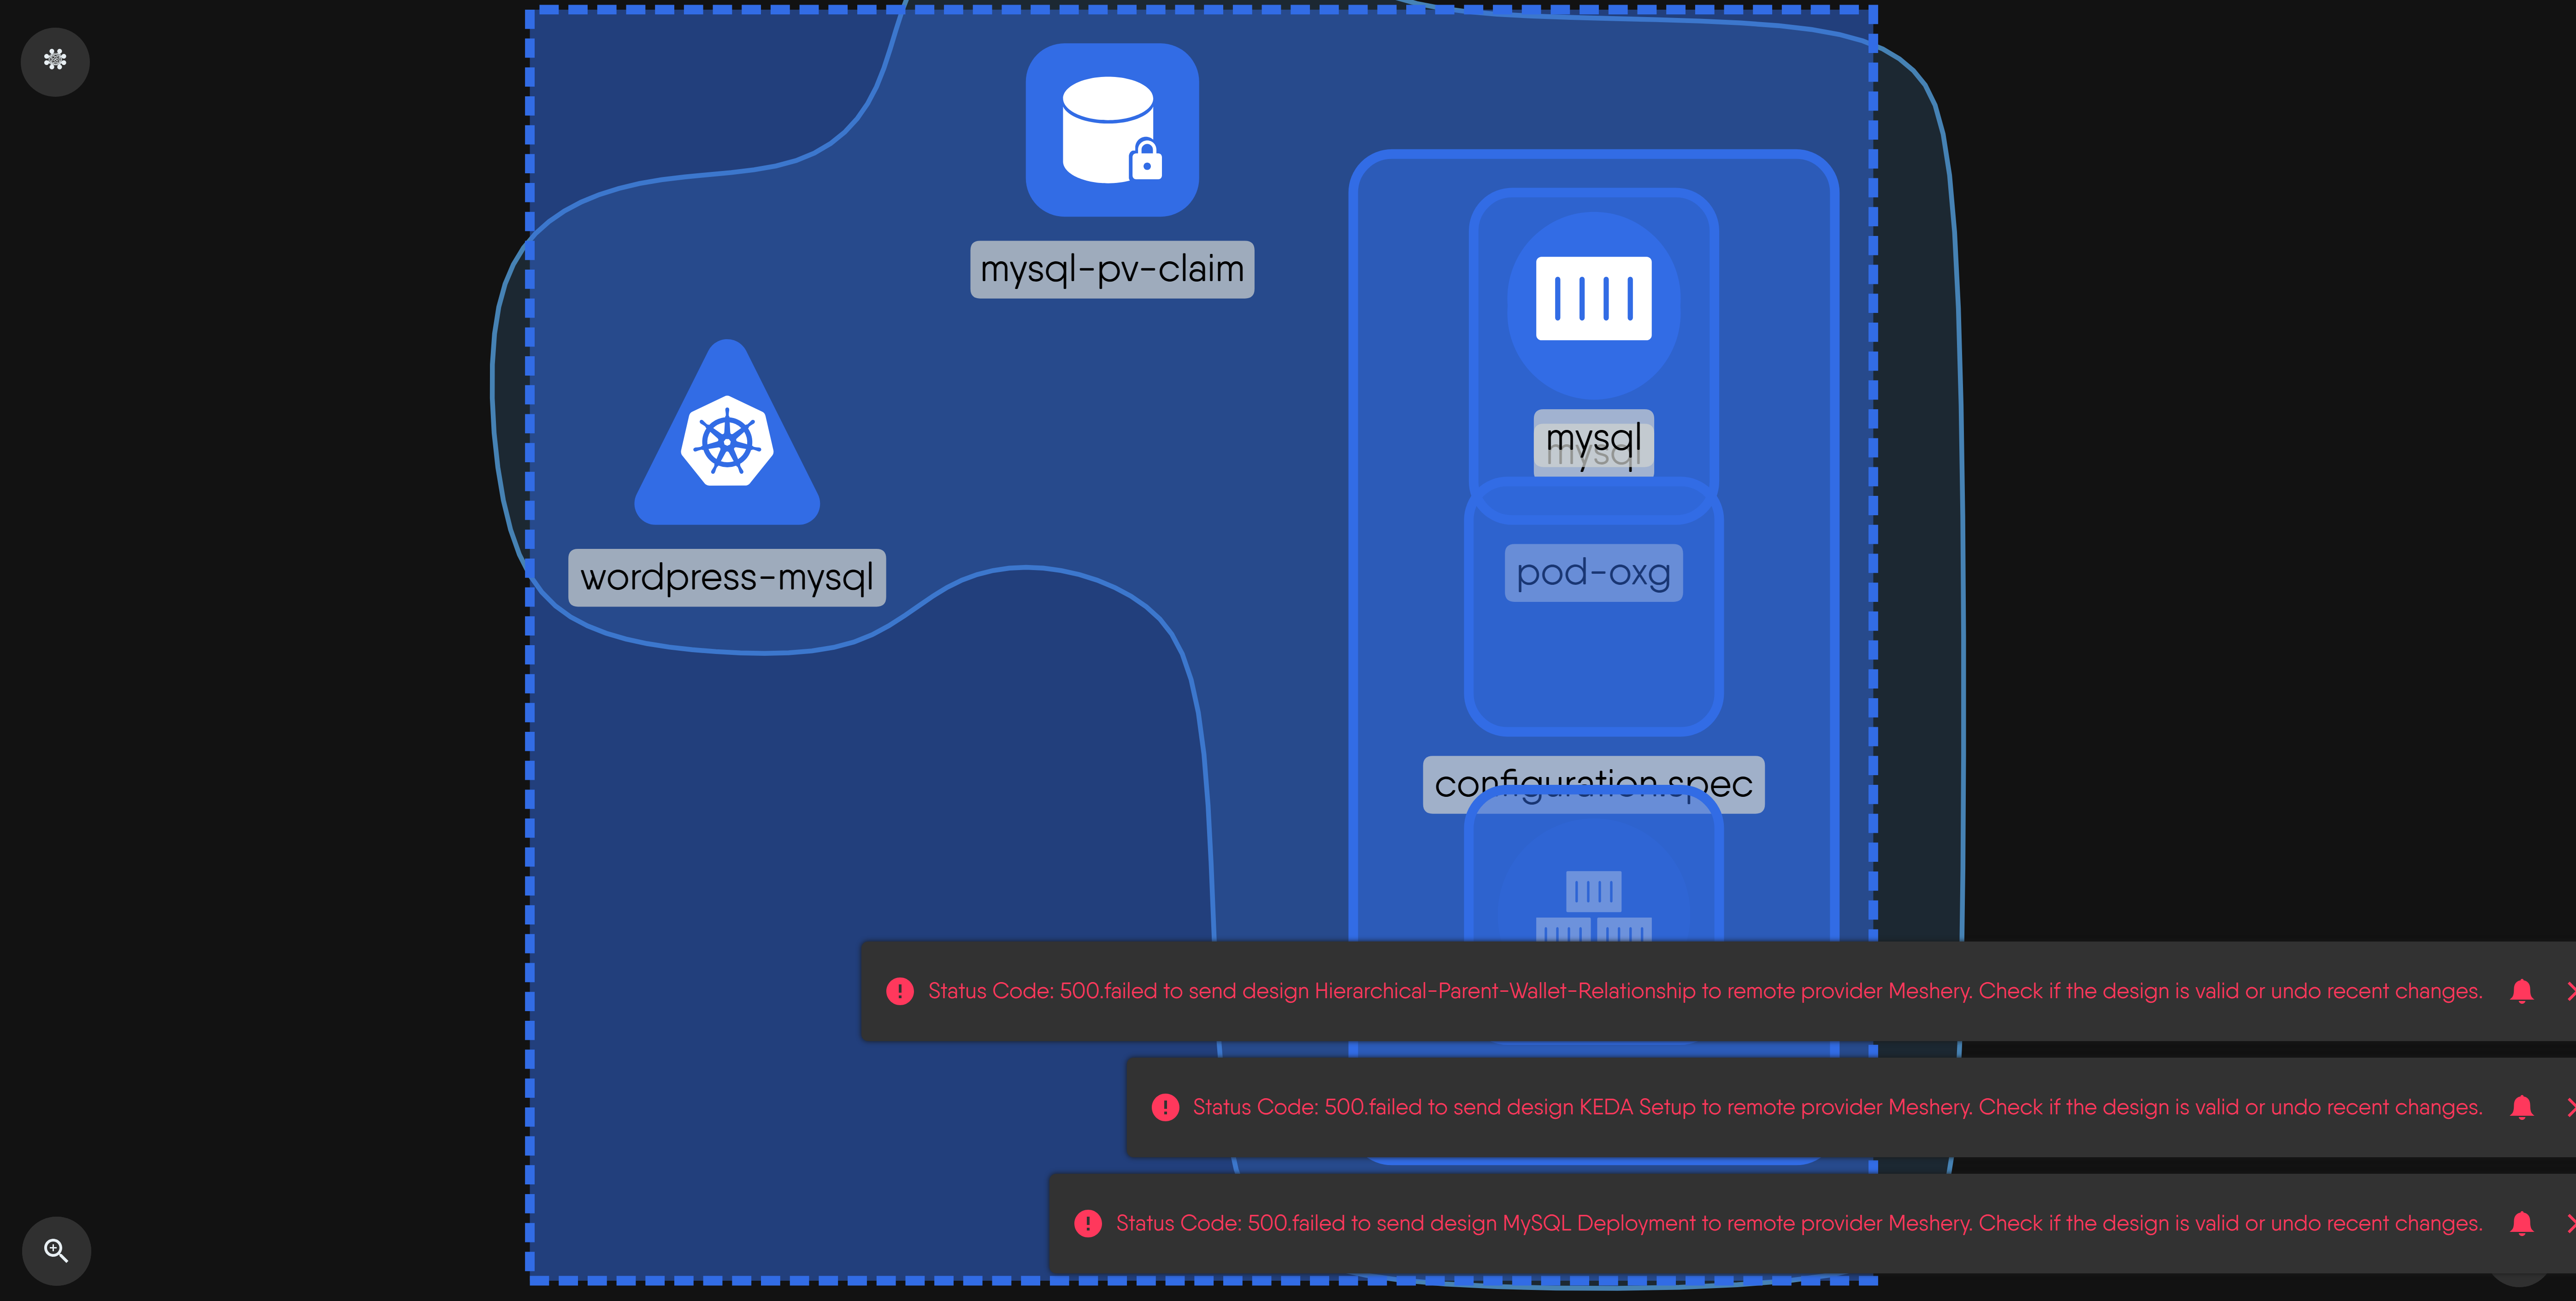 mysql-pv-claim
mysql
mysql
wordpress-mysql
pod-oxg
configuration.spec
Status Code: 500.failed to send design Hierarchical-Parent-Wallet-Relationship to remote provider Meshery. Check if the design is valid or undo recent changes.
Status Code: 500.failed to send design KEDA Setup to remote provider Meshery. Check if the design is valid or undo recent changes.
Status Code: 500.failed to send design MySQL Deployment to remote provider Meshery. Check if the design is valid or undo recent changes.